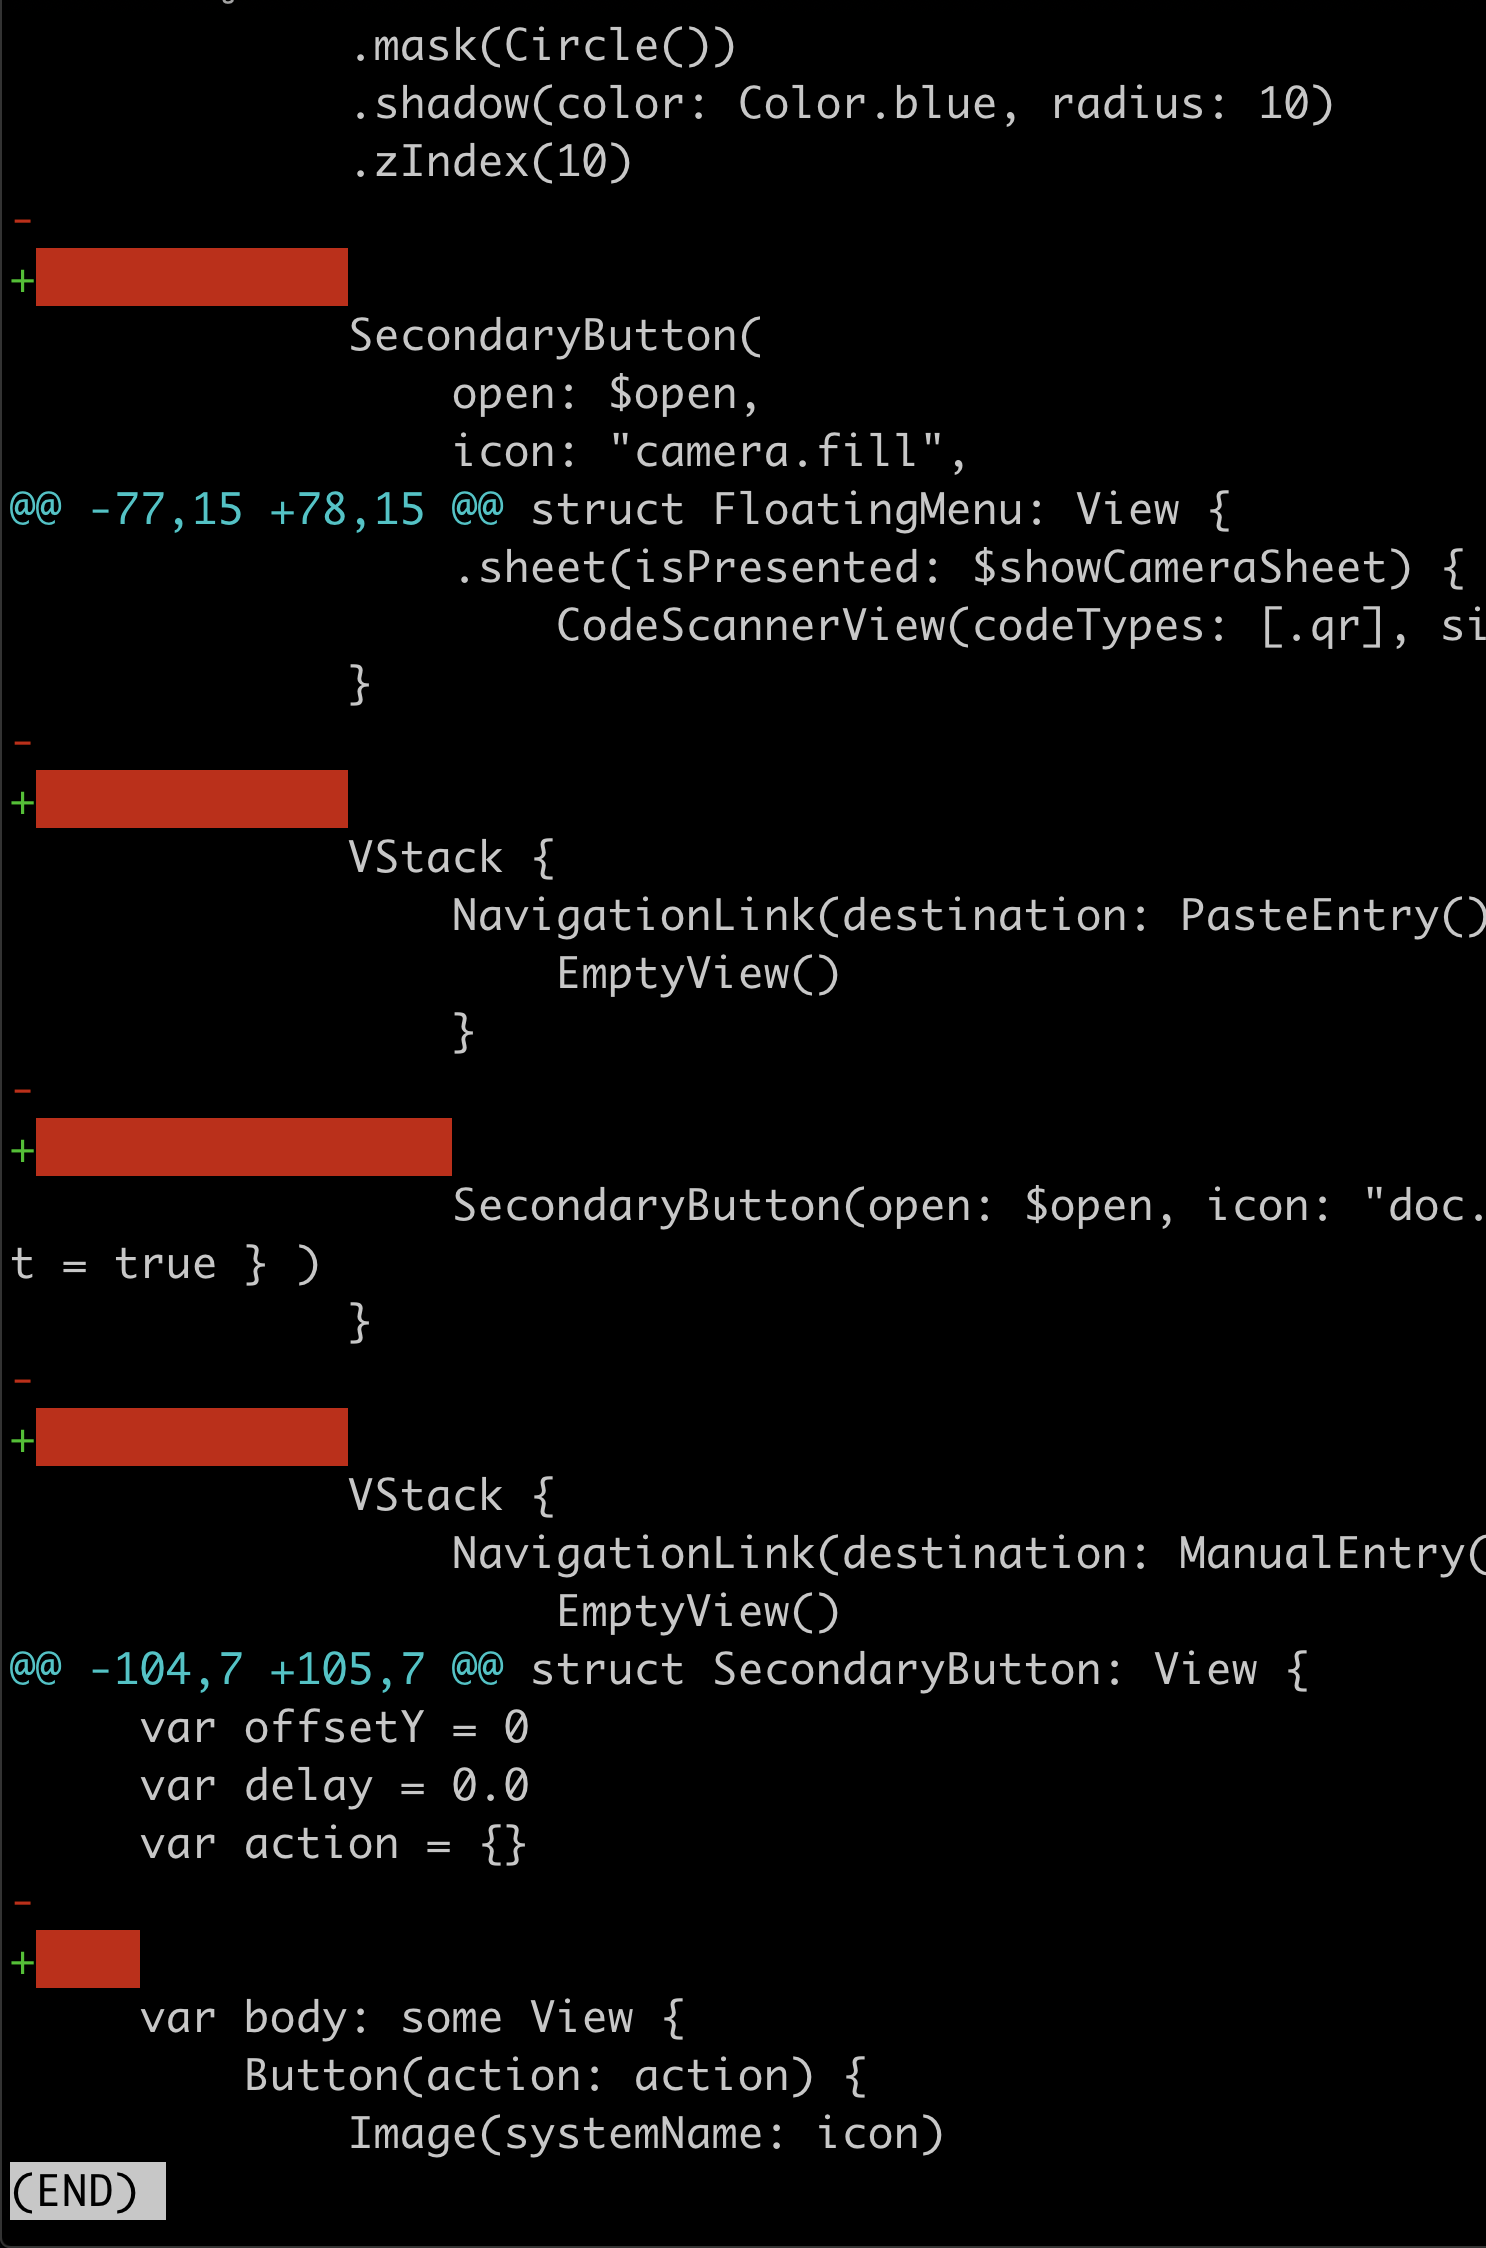 .mask(Circle())
.shadow(color: Color.blue, radius: 10)
.zIndex(10)
-
+
SecondaryButton(
open: $open,
icon: "camera.fill",
@@ -77,15 +78,15 @@ struct FloatingMenu: View {
.sheet(isPresented: $showCameraSheet) {
CodeScannerView(codeTypes: [.qr], si
}
-
+
VStack {
NavigationLink(destination: PasteEntry()
EmptyView()
}
-
+
SecondaryButton(open: $open, icon: "doc.
t = true } )
}
-
+
VStack {
NavigationLink(destination: ManualEntry(
EmptyView()
@@ -104,7 +105,7 @@ struct SecondaryButton: View {
var offsetY = 0
var delay = 0.0
var action = {}
-
+
var body: some View {
Button(action: action) {
Image(systemName: icon)
(END)